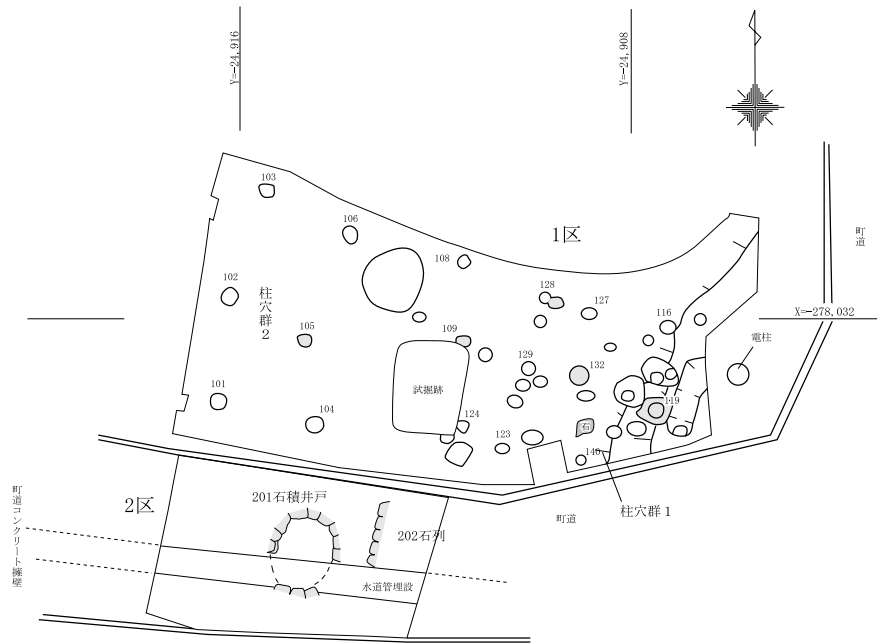 Y=-24,916
Y=-24,908
1区
町道
X=-278,032
103
106
108
102
柱穴群2
105
109
128
127
116
電柱
101
104
試掘跡
129
132
119
124
123
石
140
柱穴群1
町道
2区
201石積井戸
202石列
水道管埋設
町道コンクリート擁壁